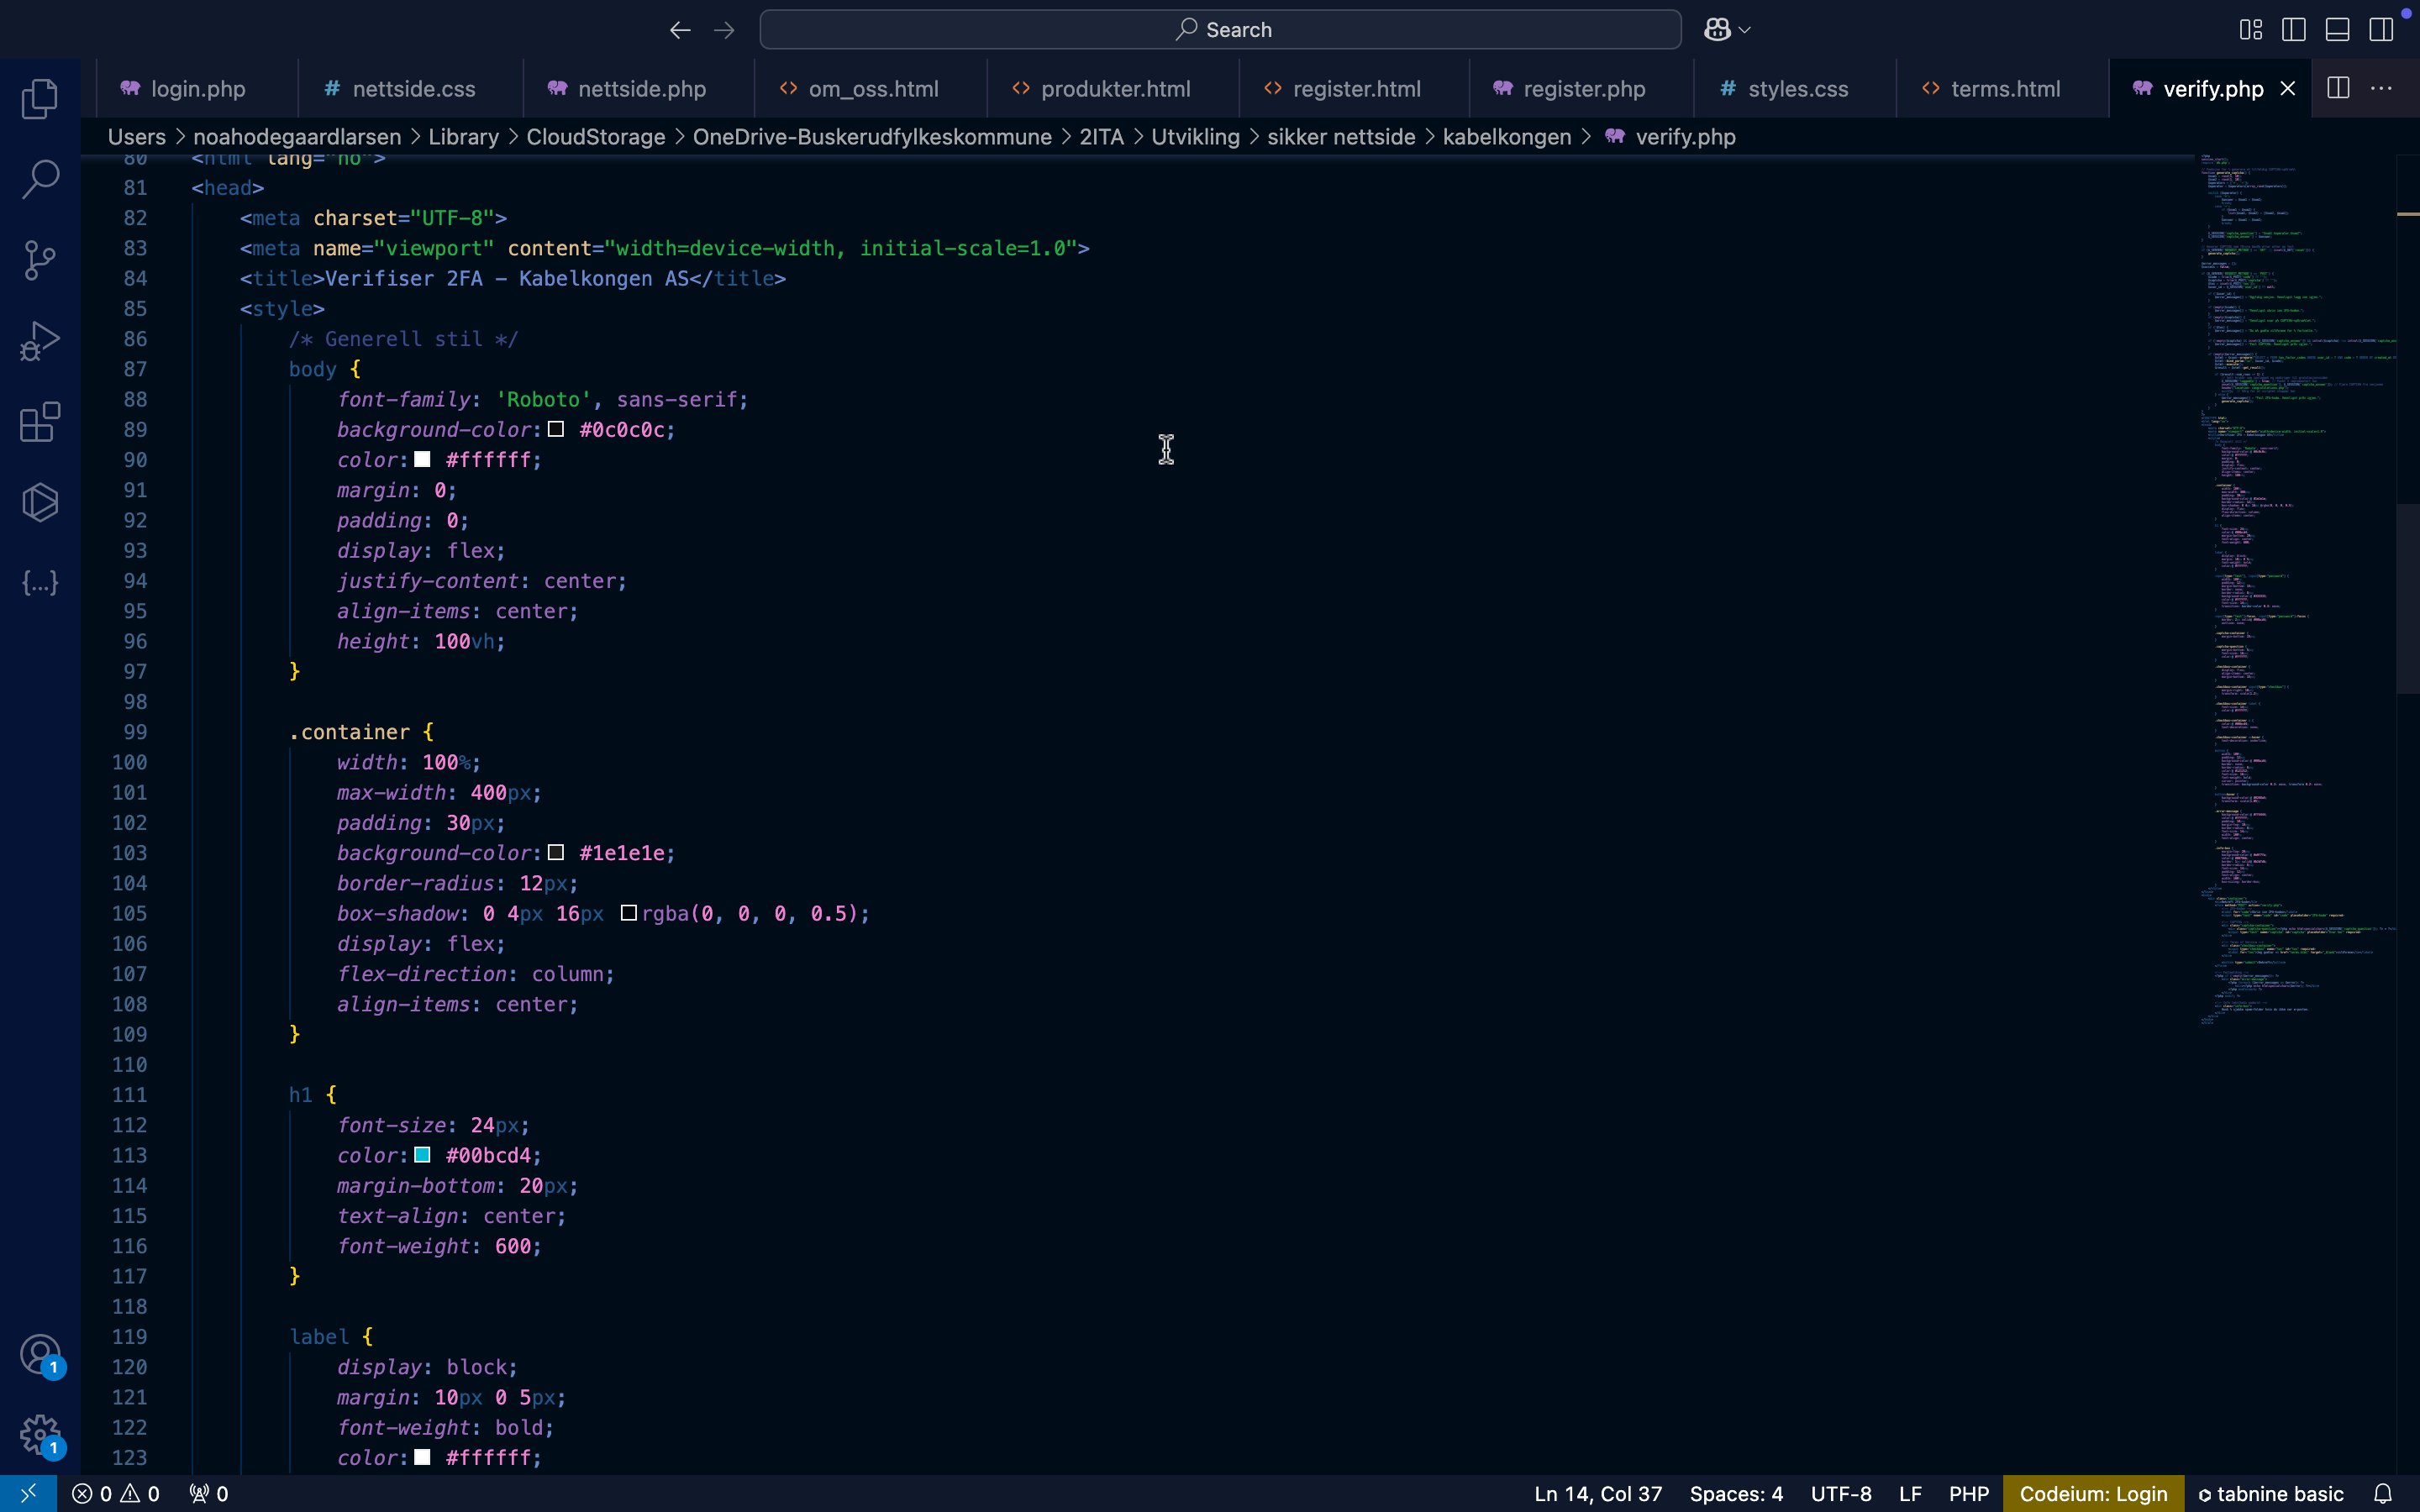 Search
login.php
nettside.css
nettside.php
om_oss.html
produkter.html
register.html
register.php
styles.css
terms.html
verify.php
Users > noahodegaardlarsen > Library > CloudStorage > OneDrive-Buskerudfylkeskommune > 2ITA > Utvikling > sikker nettside > kabelkongen > verify.php
80 <html lang="no">
81 <head>
82 <meta charset="UTF-8">
83 <meta name="viewport" content="width=device-width, initial-scale=1.0">
84 <title>Verifiser 2FA - Kabelkongen AS</title>
85 <style>
86 /* Generell stil */
87 body {
88 font-family: 'Roboto', sans-serif;
89 background-color: #0c0c0c;
90 color: #ffffff;
91 margin: 0;
92 padding: 0;
93 display: flex;
94 justify-content: center;
95 align-items: center;
96 height: 100vh;
97 }
98
99 .container {
100 width: 100%;
101 max-width: 400px;
102 padding: 30px;
103 background-color: #1e1e1e;
104 border-radius: 12px;
105 box-shadow: 0 4px 16px rgba(0, 0, 0, 0.5);
106 display: flex;
107 flex-direction: column;
108 align-items: center;
109 }
110
111 h1 {
112 font-size: 24px;
113 color: #00bcd4;
114 margin-bottom: 20px;
115 text-align: center;
116 font-weight: 600;
117 }
118
119 label {
120 display: block;
121 margin: 10px 0 5px;
122 font-weight: bold;
123 color: #ffffff;
1
1
0 0 0
Ln 14, Col 37 Spaces: 4 UTF-8 LF PHP Codeium: Login tabnine basic